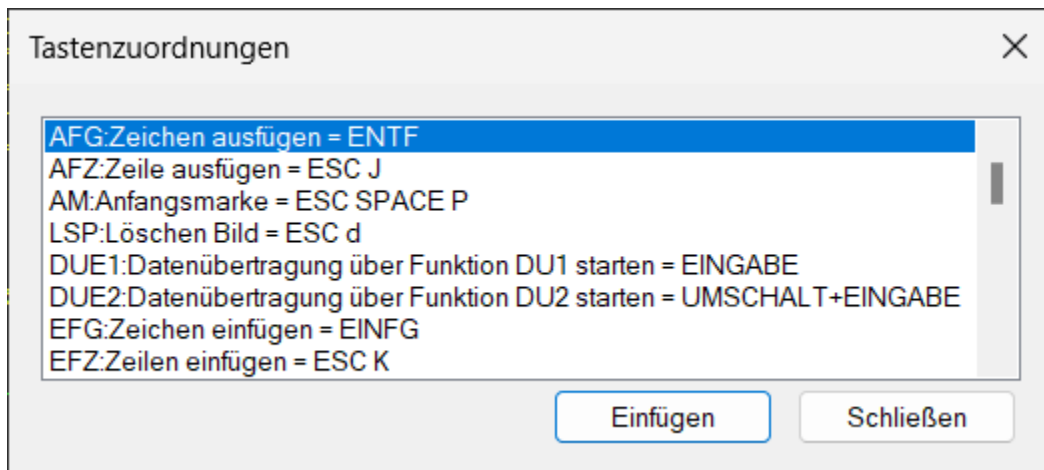 Tastenzuordnungen
AFG:Zeichen ausfügen = ENTF
AFZ:Zeile ausfügen = ESC J
AM:Anfangsmarke = ESC SPACE P
LSP:Löschen Bild = ESC d
DUE1:Datenübertragung über Funktion DU1 starten = EINGABE
DUE2:Datenübertragung über Funktion DU2 starten = UMSCHALT+EINGABE
EFG:Zeichen einfügen = EINFG
EFZ:Zeilen einfügen = ESC K
Einfügen
Schließen